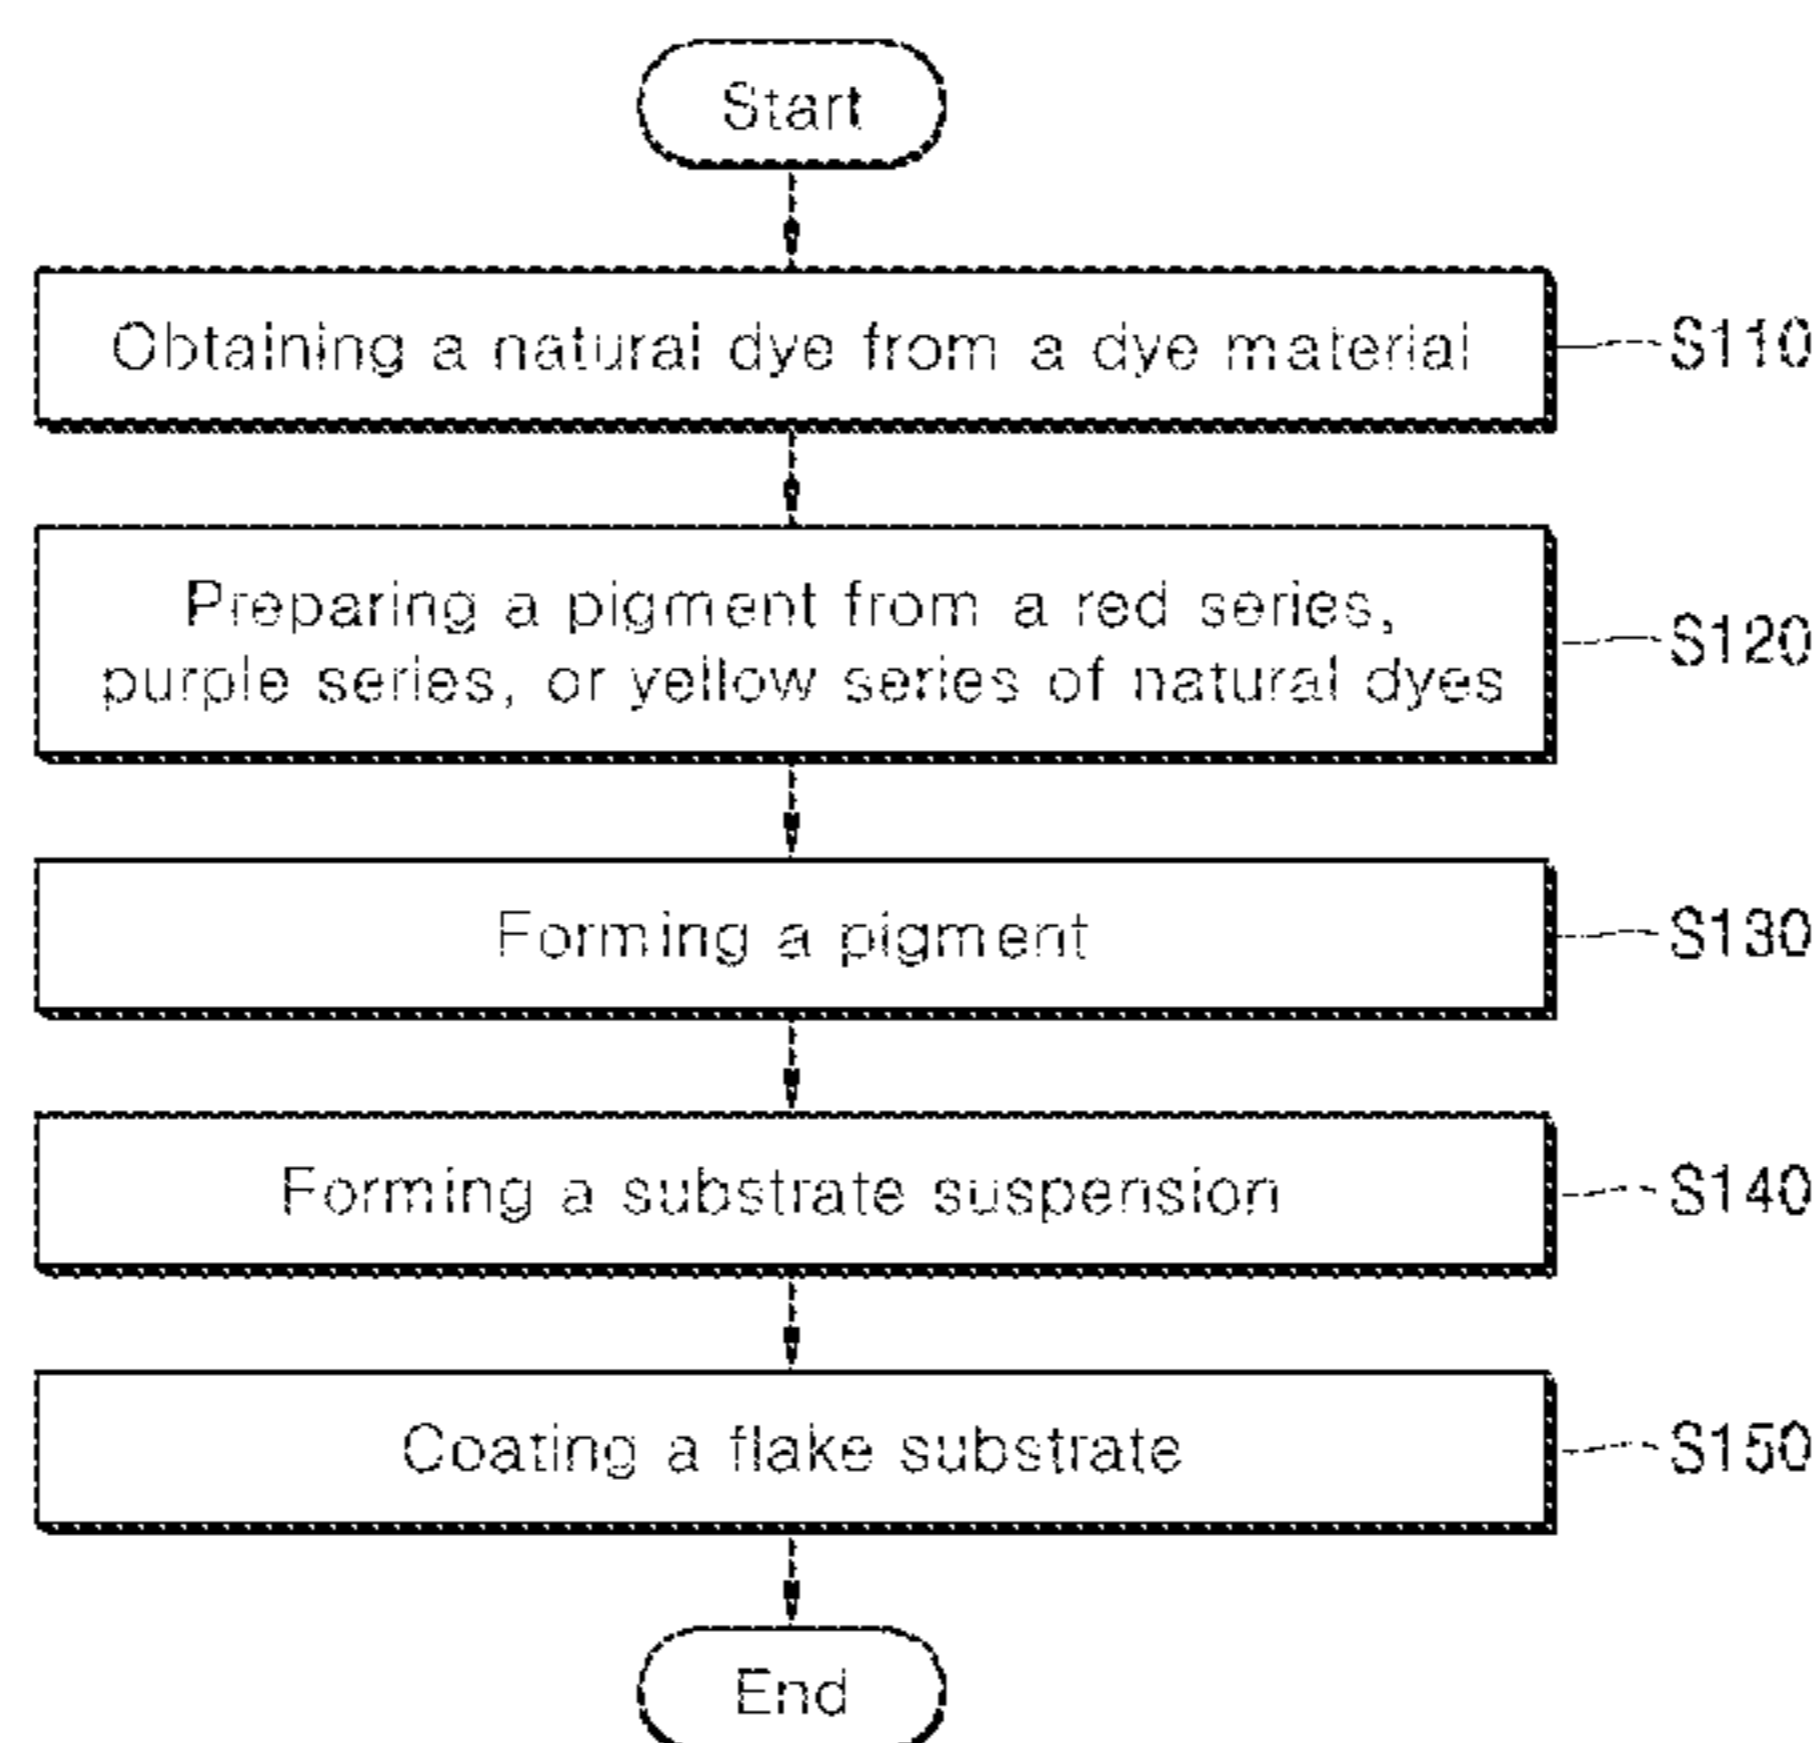 Start
Obtaining a natural dye from a dye material
S110
Preparing a pigment from a red series,
purple series, or yellow series of natural dyes
S120
Forming a pigment
S130
Forming a substrate suspension
S140
Coating a flake substrate
S150
End